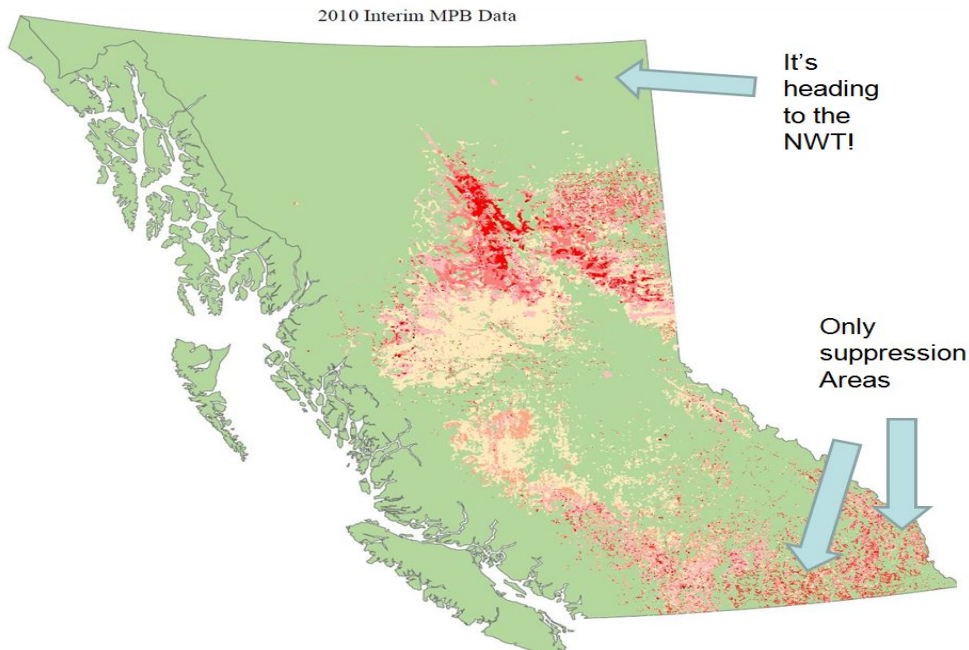 2010 Interim MPB Data
It’s
heading
to the
NWT!
Only
suppression
Areas